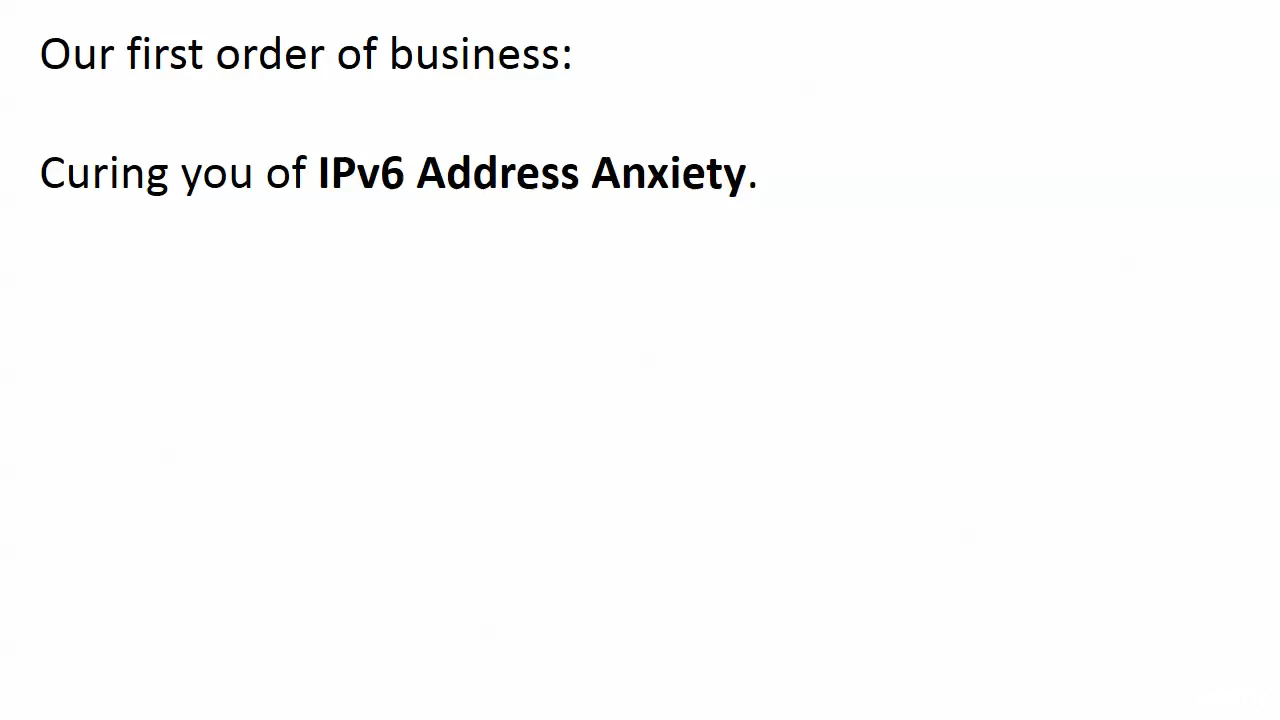 Our first order of business:
Curing you of IPv6 Address Anxiety.